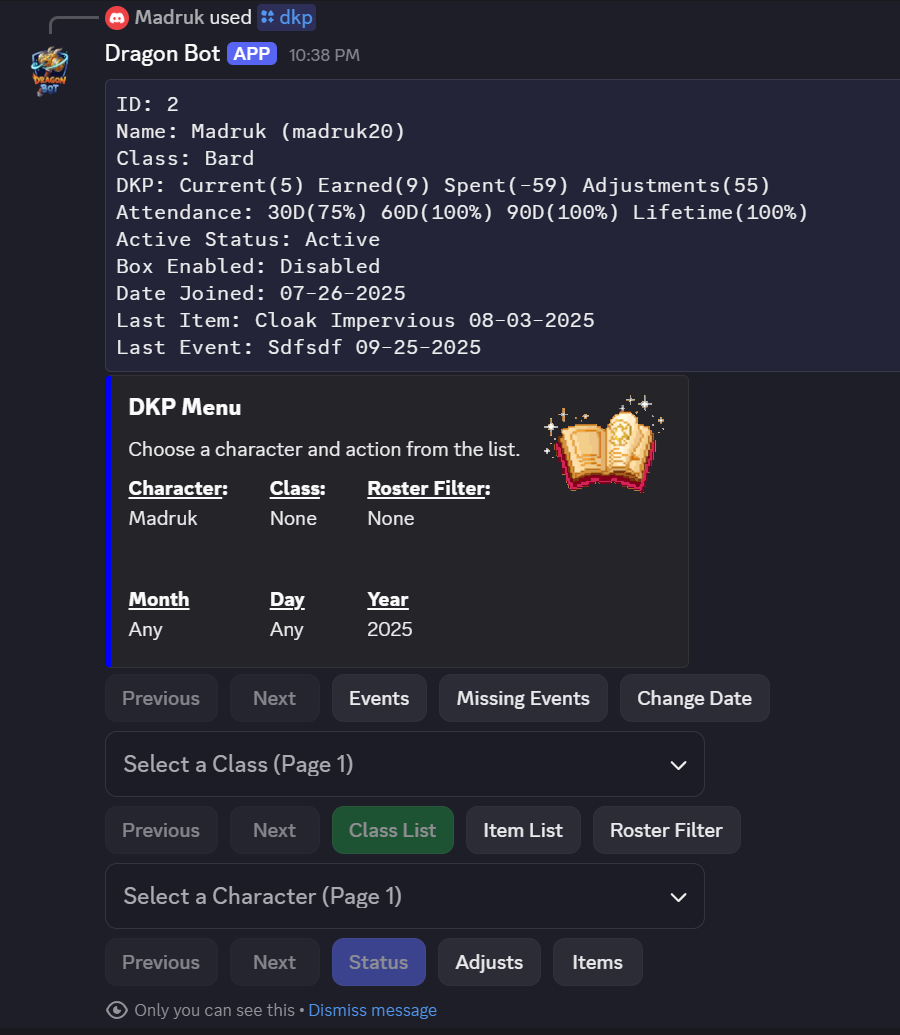 Madruk used dkp
Dragon Bot APP 10:38 PM
DRAGON
BOT
ID: 2
Name: Madruk (madruk20)
Class: Bard
DKP: Current(5) Earned(9) Spent(-59) Adjustments(55)
Attendance: 30D(75%) 60D(100%) 90D(100%) Lifetime(100%)
Active Status: Active
Box Enabled: Disabled
Date Joined: 07-26-2025
Last Item: Cloak Impervious 08-03-2025
Last Event: Sdfsdf 09-25-2025
DKP Menu
Choose a character and action from the list.
Character: Class: Roster Filter:
Madruk None None
Month Day Year
Any Any 2025
Previous Next Events Missing Events Change Date
Select a Class (Page 1)
Previous Next Class List Item List Roster Filter
Select a Character (Page 1)
Previous Next Status Adjusts Items
Only you can see this • Dismiss message